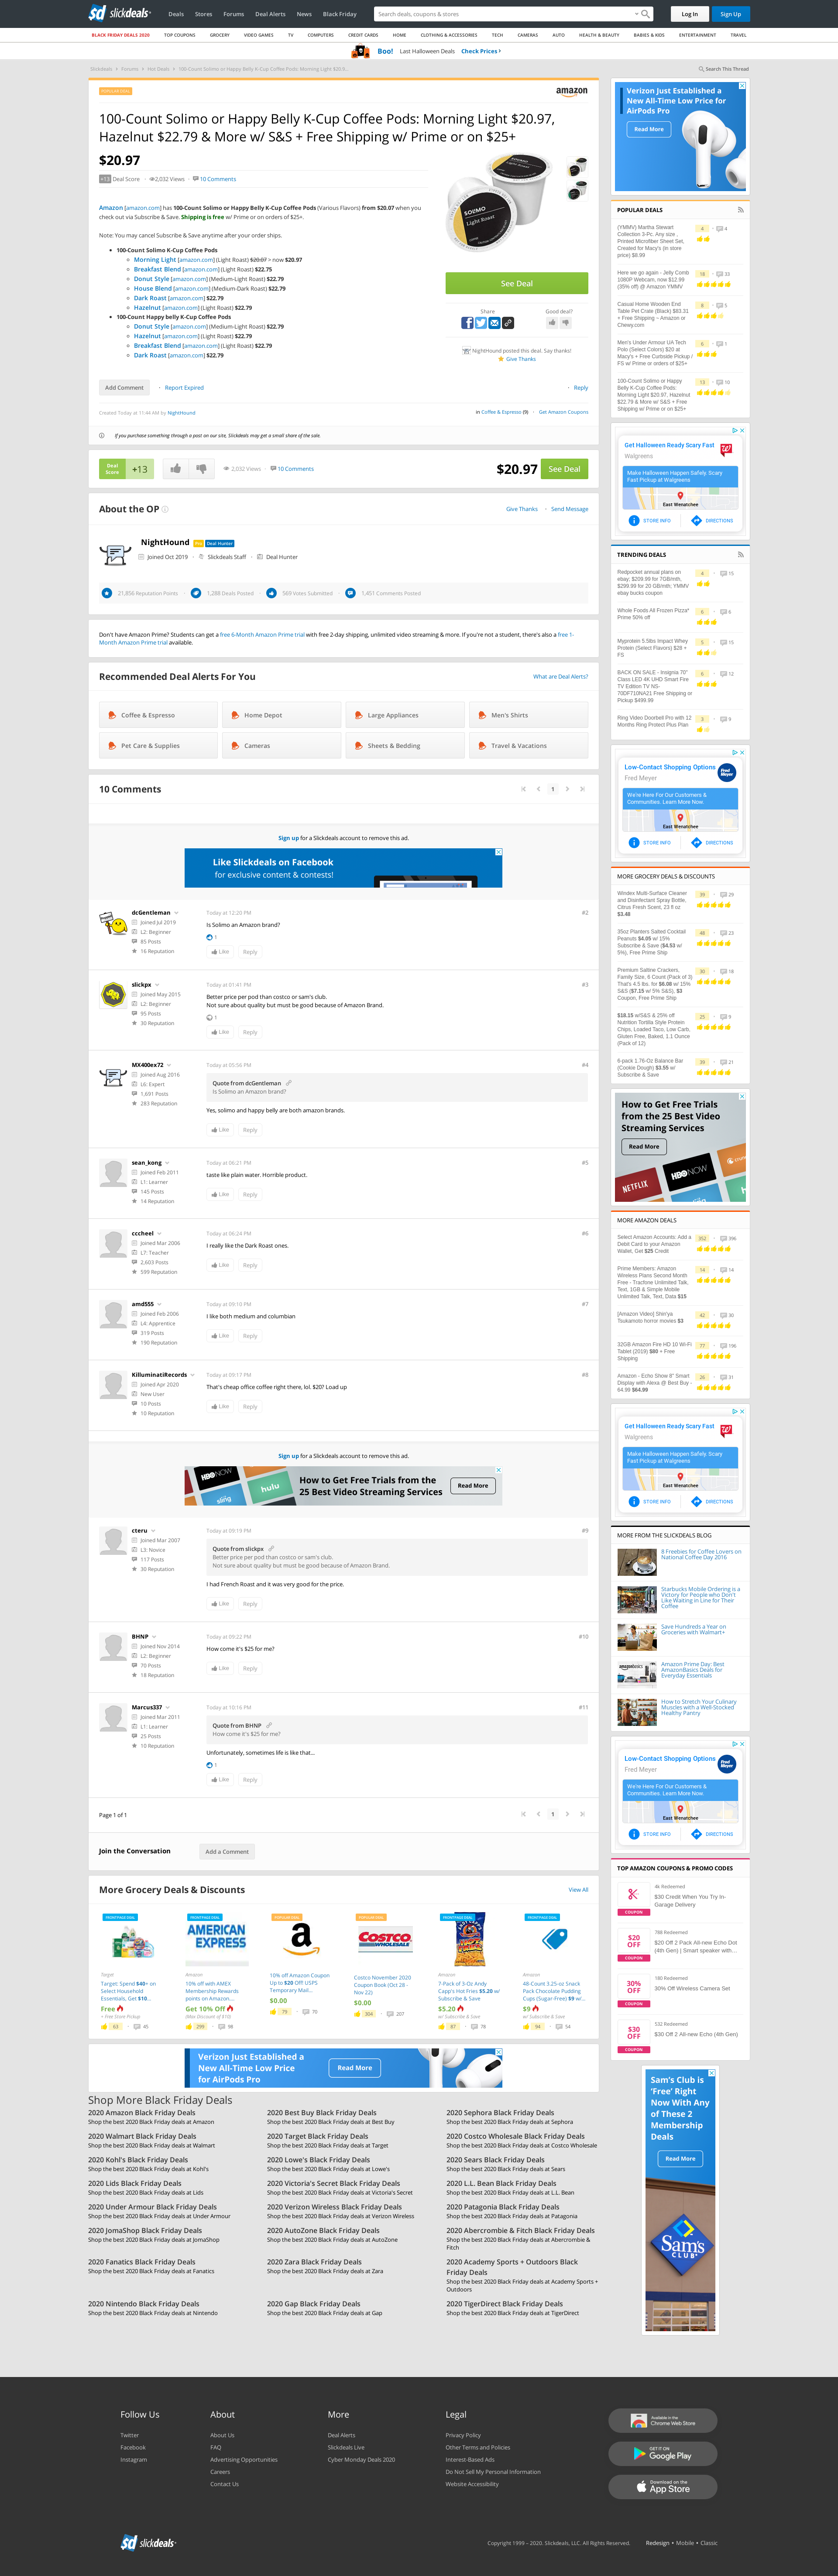 slickdeals
Deals Stores Forums Deal Alerts News Black Friday
Search deals, coupons & stores
Log In Sign Up
BLACK FRIDAY DEALS 2020 TOP COUPONS GROCERY VIDEO GAMES TV COMPUTERS CREDIT CARDS HOME CLOTHING & ACCESSORIES TECH CAMERAS AUTO HEALTH & BEAUTY BABIES & KIDS ENTERTAINMENT TRAVEL
Boo! Last Halloween Deals Check Prices
Slickdeals Forums Hot Deals 100-Count Solimo or Happy Belly K-Cup Coffee Pods: Morning Light $20.9...
Search This Thread
POPULAR DEAL
amazon
100-Count Solimo or Happy Belly K-Cup Coffee Pods: Morning Light $20.97,
Hazelnut $22.79 & More w/ S&S + Free Shipping w/ Prime or on $25+
$20.97
+13 Deal Score 2,032 Views 10 Comments
Amazon [amazon.com] has 100-Count Solimo or Happy Belly K-Cup Coffee Pods (Various Flavors) from $20.97 when you
check out via Subscribe & Save. Shipping is free w/ Prime or on orders of $25+.
Note: You may cancel Subscribe & Save anytime after your order ships.
100-Count Solimo K-Cup Coffee Pods
Morning Light [amazon.com] (Light Roast) $20.97 > now $20.97
Breakfast Blend [amazon.com] (Light Roast) $22.75
Donut Style [amazon.com] (Medium-Light Roast) $22.79
House Blend [amazon.com] (Medium-Dark Roast) $22.79
Dark Roast [amazon.com] $22.79
Hazelnut [amazon.com] (Light Roast) $22.79
100-Count Happy belly K-Cup Coffee Pods
Donut Style [amazon.com] (Medium-Light Roast) $22.79
Hazelnut [amazon.com] (Light Roast) $22.79
Breakfast Blend [amazon.com] (Light Roast) $22.79
Dark Roast [amazon.com] $22.79
SOLIMO
Light Roast
See Deal
Share Good deal?
NightHound posted this deal. Say thanks!
Give Thanks
Add Comment Report Expired Reply
Created Today at 11:44 AM by NightHound
in Coffee & Espresso (9) Get Amazon Coupons
If you purchase something through a post on our site, Slickdeals may get a small share of the sale.
Deal Score +13 2,032 Views 10 Comments $20.97 See Deal
About the OP Give Thanks Send Message
NightHound Pro Deal Hunter
Joined Oct 2019 Slickdeals Staff Deal Hunter
21,856 Reputation Points 1,288 Deals Posted 569 Votes Submitted 1,451 Comments Posted
Don't have Amazon Prime? Students can get a free 6-Month Amazon Prime trial with free 2-day shipping, unlimited video streaming & more. If you're not a student, there's also a free 1-
Month Amazon Prime trial available.
Recommended Deal Alerts For You What are Deal Alerts?
Coffee & Espresso Home Depot Large Appliances Men's Shirts
Pet Care & Supplies Cameras Sheets & Bedding Travel & Vacations
10 Comments 1
Sign up for a Slickdeals account to remove this ad.
Like Slickdeals on Facebook
for exclusive content & contests!
dcGentleman
Joined Jul 2019
L2: Beginner
85 Posts
16 Reputation
Today at 12:20 PM #2
Is Solimo an Amazon brand?
1
Like Reply
slickpx
Joined May 2015
L2: Beginner
95 Posts
30 Reputation
Today at 01:41 PM #3
Better price per pod than costco or sam's club.
Not sure about quality but must be good because of Amazon Brand.
1
Like Reply
MX400ex72
Joined Aug 2016
L6: Expert
1,691 Posts
283 Reputation
Today at 05:56 PM #4
Quote from dcGentleman
Is Solimo an Amazon brand?
Yes, solimo and happy belly are both amazon brands.
Like Reply
sean_kong
Joined Feb 2011
L1: Learner
145 Posts
14 Reputation
Today at 06:21 PM #5
taste like plain water. Horrible product.
Like Reply
cccheel
Joined Mar 2006
L7: Teacher
2,603 Posts
599 Reputation
Today at 06:24 PM #6
I really like the Dark Roast ones.
Like Reply
amd555
Joined Feb 2006
L4: Apprentice
319 Posts
190 Reputation
Today at 09:10 PM #7
I like both medium and columbian
Like Reply
KilluminatiRecords
Joined Apr 2020
New User
10 Posts
10 Reputation
Today at 09:17 PM #8
That's cheap office coffee right there, lol. $20? Load up
Like Reply
Sign up for a Slickdeals account to remove this ad.
HBO NOW sling hulu
How to Get Free Trials from the
25 Best Video Streaming Services
Read More
cteru
Joined Mar 2007
L3: Novice
117 Posts
30 Reputation
Today at 09:19 PM #9
Quote from slickpx
Better price per pod than costco or sam's club.
Not sure about quality but must be good because of Amazon Brand.
I had French Roast and it was very good for the price.
Like Reply
BHNP
Joined Nov 2014
L2: Beginner
70 Posts
18 Reputation
Today at 09:22 PM #10
How come it's $25 for me?
Like Reply
Marcus337
Joined Mar 2011
L1: Learner
25 Posts
10 Reputation
Today at 10:16 PM #11
Quote from BHNP
How come it's $25 for me?
Unfortunately, sometimes life is like that...
1
Like Reply
Page 1 of 1 1
Join the Conversation Add a Comment
More Grocery Deals & Discounts View All
FRONTPAGE DEAL
Target
Target: Spend $40+ on
Select Household
Essentials, Get $10...
Free
+ Free Store Pickup
63 45
FRONTPAGE DEAL
AMERICAN EXPRESS
Amazon
10% off with AMEX
Membership Rewards
points on Amazon...
Get 10% Off
(Max Discount of $10)
299 98
POPULAR DEAL
10% off Amazon Coupon
Up to $20 Off! USPS
Temporary Mail...
$0.00
79 70
POPULAR DEAL
COSTCO WHOLESALE
Costco November 2020
Coupon Book (Oct 28 -
Nov 22)
$0.00
304 207
FRONTPAGE DEAL
Amazon
7-Pack of 3-Oz Andy
Capp's Hot Fries $5.20 w/
Subscribe & Save
$5.20
w/ Subscribe & Save
87 78
FRONTPAGE DEAL
Amazon
48-Count 3.25-oz Snack
Pack Chocolate Pudding
Cups (Sugar-Free) $9 w/...
$9
w/ Subscribe & Save
94 54
Verizon Just Established a
New All-Time Low Price
for AirPods Pro
Read More
Shop More Black Friday Deals
2020 Amazon Black Friday Deals
Shop the best 2020 Black Friday deals at Amazon
2020 Best Buy Black Friday Deals
Shop the best 2020 Black Friday deals at Best Buy
2020 Sephora Black Friday Deals
Shop the best 2020 Black Friday deals at Sephora
2020 Walmart Black Friday Deals
Shop the best 2020 Black Friday deals at Walmart
2020 Target Black Friday Deals
Shop the best 2020 Black Friday deals at Target
2020 Costco Wholesale Black Friday Deals
Shop the best 2020 Black Friday deals at Costco Wholesale
2020 Kohl's Black Friday Deals
Shop the best 2020 Black Friday deals at Kohl's
2020 Lowe's Black Friday Deals
Shop the best 2020 Black Friday deals at Lowe's
2020 Sears Black Friday Deals
Shop the best 2020 Black Friday deals at Sears
2020 Lids Black Friday Deals
Shop the best 2020 Black Friday deals at Lids
2020 Victoria's Secret Black Friday Deals
Shop the best 2020 Black Friday deals at Victoria's Secret
2020 L.L. Bean Black Friday Deals
Shop the best 2020 Black Friday deals at L.L. Bean
2020 Under Armour Black Friday Deals
Shop the best 2020 Black Friday deals at Under Armour
2020 Verizon Wireless Black Friday Deals
Shop the best 2020 Black Friday deals at Verizon Wireless
2020 Patagonia Black Friday Deals
Shop the best 2020 Black Friday deals at Patagonia
2020 JomaShop Black Friday Deals
Shop the best 2020 Black Friday deals at JomaShop
2020 AutoZone Black Friday Deals
Shop the best 2020 Black Friday deals at AutoZone
2020 Abercrombie & Fitch Black Friday Deals
Shop the best 2020 Black Friday deals at Abercrombie &
Fitch
2020 Fanatics Black Friday Deals
Shop the best 2020 Black Friday deals at Fanatics
2020 Zara Black Friday Deals
Shop the best 2020 Black Friday deals at Zara
2020 Academy Sports + Outdoors Black
Friday Deals
Shop the best 2020 Black Friday deals at Academy Sports +
Outdoors
2020 Nintendo Black Friday Deals
Shop the best 2020 Black Friday deals at Nintendo
2020 Gap Black Friday Deals
Shop the best 2020 Black Friday deals at Gap
2020 TigerDirect Black Friday Deals
Shop the best 2020 Black Friday deals at TigerDirect
Verizon Just Established a
New All-Time Low Price for
AirPods Pro
Read More
POPULAR DEALS
[YMMV] Martha Stewart
Collection 3-Pc. Any size ,
Printed Microfiber Sheet Set,
Created for Macy's (in store
price) $8.99
4 4
Here we go again - Jelly Comb
1080P Webcam, now $12.99
(35% off) @ Amazon YMMV
18 33
Casual Home Wooden End
Table Pet Crate (Black) $83.31
+ Free Shipping ~ Amazon or
Chewy.com
8 5
Men's Under Armour UA Tech
Polo (Select Colors) $20 at
Macy's + Free Curbside Pickup /
FS w/ Prime or orders of $25+
6 1
100-Count Solimo or Happy
Belly K-Cup Coffee Pods:
Morning Light $20.97, Hazelnut
$22.79 & More w/ S&S + Free
Shipping w/ Prime or on $25+
13 10
Get Halloween Ready Scary Fast
Walgreens
Make Halloween Happen Safely. Scary
Fast Pickup at Walgreens
East Wenatchee
STORE INFO DIRECTIONS
TRENDING DEALS
Redpocket annual plans on
ebay; $209.99 for 7GB/mth,
$299.99 for 20 GB/mth; YMMV
ebay bucks coupon
4 15
Whole Foods All Frozen Pizza*
Prime 50% off
6 6
Myprotein 5.5lbs Impact Whey
Protein (Select Flavors) $28 +
FS
5 15
BACK ON SALE - Insignia 70"
Class LED 4K UHD Smart Fire
TV Edition TV NS-
70DF710NA21 Free Shipping or
Pickup $499.99
5 12
Ring Video Doorbell Pro with 12
Months Ring Protect Plus Plan
3 9
Low-Contact Shopping Options
Fred Meyer
We're Here For Our Customers &
Communities. Learn More Now.
East Wenatchee
STORE INFO DIRECTIONS
MORE GROCERY DEALS & DISCOUNTS
Windex Multi-Surface Cleaner
and Disinfectant Spray Bottle,
Citrus Fresh Scent, 23 fl oz
$3.48
39 29
35oz Planters Salted Cocktail
Peanuts $4.05 w/ 15%
Subscribe & Save ($4.53 w/
5%), Free Prime Ship
48 23
Premium Saltine Crackers,
Family Size, 6 Count (Pack of 3)
That's 4.5 lbs. for $6.08 w/ 15%
S&S ($7.15 w/ 5% S&S), $3
Coupon, Free Prime Ship
30 18
$18.15 w/S&S & 25% off
Nutrition Tortilla Style Protein
Chips, Loaded Taco, Low Carb,
Gluten Free, Baked, 1.1 Ounce
(Pack of 12)
25 9
6-pack 1.76-Oz Balance Bar
(Cookie Dough) $3.55 w/
Subscribe & Save
39 21
How to Get Free Trials
from the 25 Best Video
Streaming Services
Read More
NETFLIX HBO NOW
MORE AMAZON DEALS
Select Amazon Accounts: Add a
Debit Card to your Amazon
Wallet, Get $25 Credit
352 396
Prime Members: Amazon
Wireless Plans Second Month
Free - Tracfone Unlimited Talk,
Text, 1GB & Simple Mobile
Unlimited Talk, Text, Data $15
14 14
[Amazon Video] Shin'ya
Tsukamoto horror movies $3
42 30
32GB Amazon Fire HD 10 Wi-Fi
Tablet (2019) $80 + Free
Shipping
77 196
Amazon - Echo Show 8" Smart
Display with Alexa @ Best Buy -
64.99 $64.99
26 31
Get Halloween Ready Scary Fast
Walgreens
Make Halloween Happen Safely. Scary
Fast Pickup at Walgreens
East Wenatchee
STORE INFO DIRECTIONS
MORE FROM THE SLICKDEALS BLOG
8 Freebies for Coffee Lovers on
National Coffee Day 2016
Starbucks Mobile Ordering is a
Victory for People who Don't
Like Waiting in Line for Their
Coffee
Save Hundreds a Year on
Groceries with Walmart+
amazonbasics
Amazon Prime Day: Best
AmazonBasics Deals for
Everyday Essentials
How to Stretch Your Culinary
Muscles with a Well-Stocked
Healthy Pantry
Low-Contact Shopping Options
Fred Meyer
We're Here For Our Customers &
Communities. Learn More Now.
East Wenatchee
STORE INFO DIRECTIONS
TOP AMAZON COUPONS & PROMO CODES
COUPON
4k Redeemed
$30 Credit When You Try In-
Garage Delivery
$20 OFF
COUPON
788 Redeemed
$20 Off 2 Pack All-new Echo Dot
(4th Gen) | Smart speaker with...
30% OFF
COUPON
180 Redeemed
30% Off Wireless Camera Set
$30 OFF
COUPON
532 Redeemed
$30 Off 2 All-new Echo (4th Gen)
Sam's Club is
'Free' Right
Now With Any
of These 2
Membership
Deals
Read More
Sam's CLUB
Follow Us
Twitter
Facebook
Instagram
About
About Us
FAQ
Advertising Opportunities
Careers
Contact Us
More
Deal Alerts
Slickdeals Live
Cyber Monday Deals 2020
Legal
Privacy Policy
Other Terms and Policies
Interest-Based Ads
Do Not Sell My Personal Information
Website Accessibility
Available in the
Chrome Web Store
GET IT ON
Google Play
Download on the
App Store
slickdeals
Copyright 1999 - 2020. Slickdeals, LLC. All Rights Reserved. Redesign • Mobile • Classic